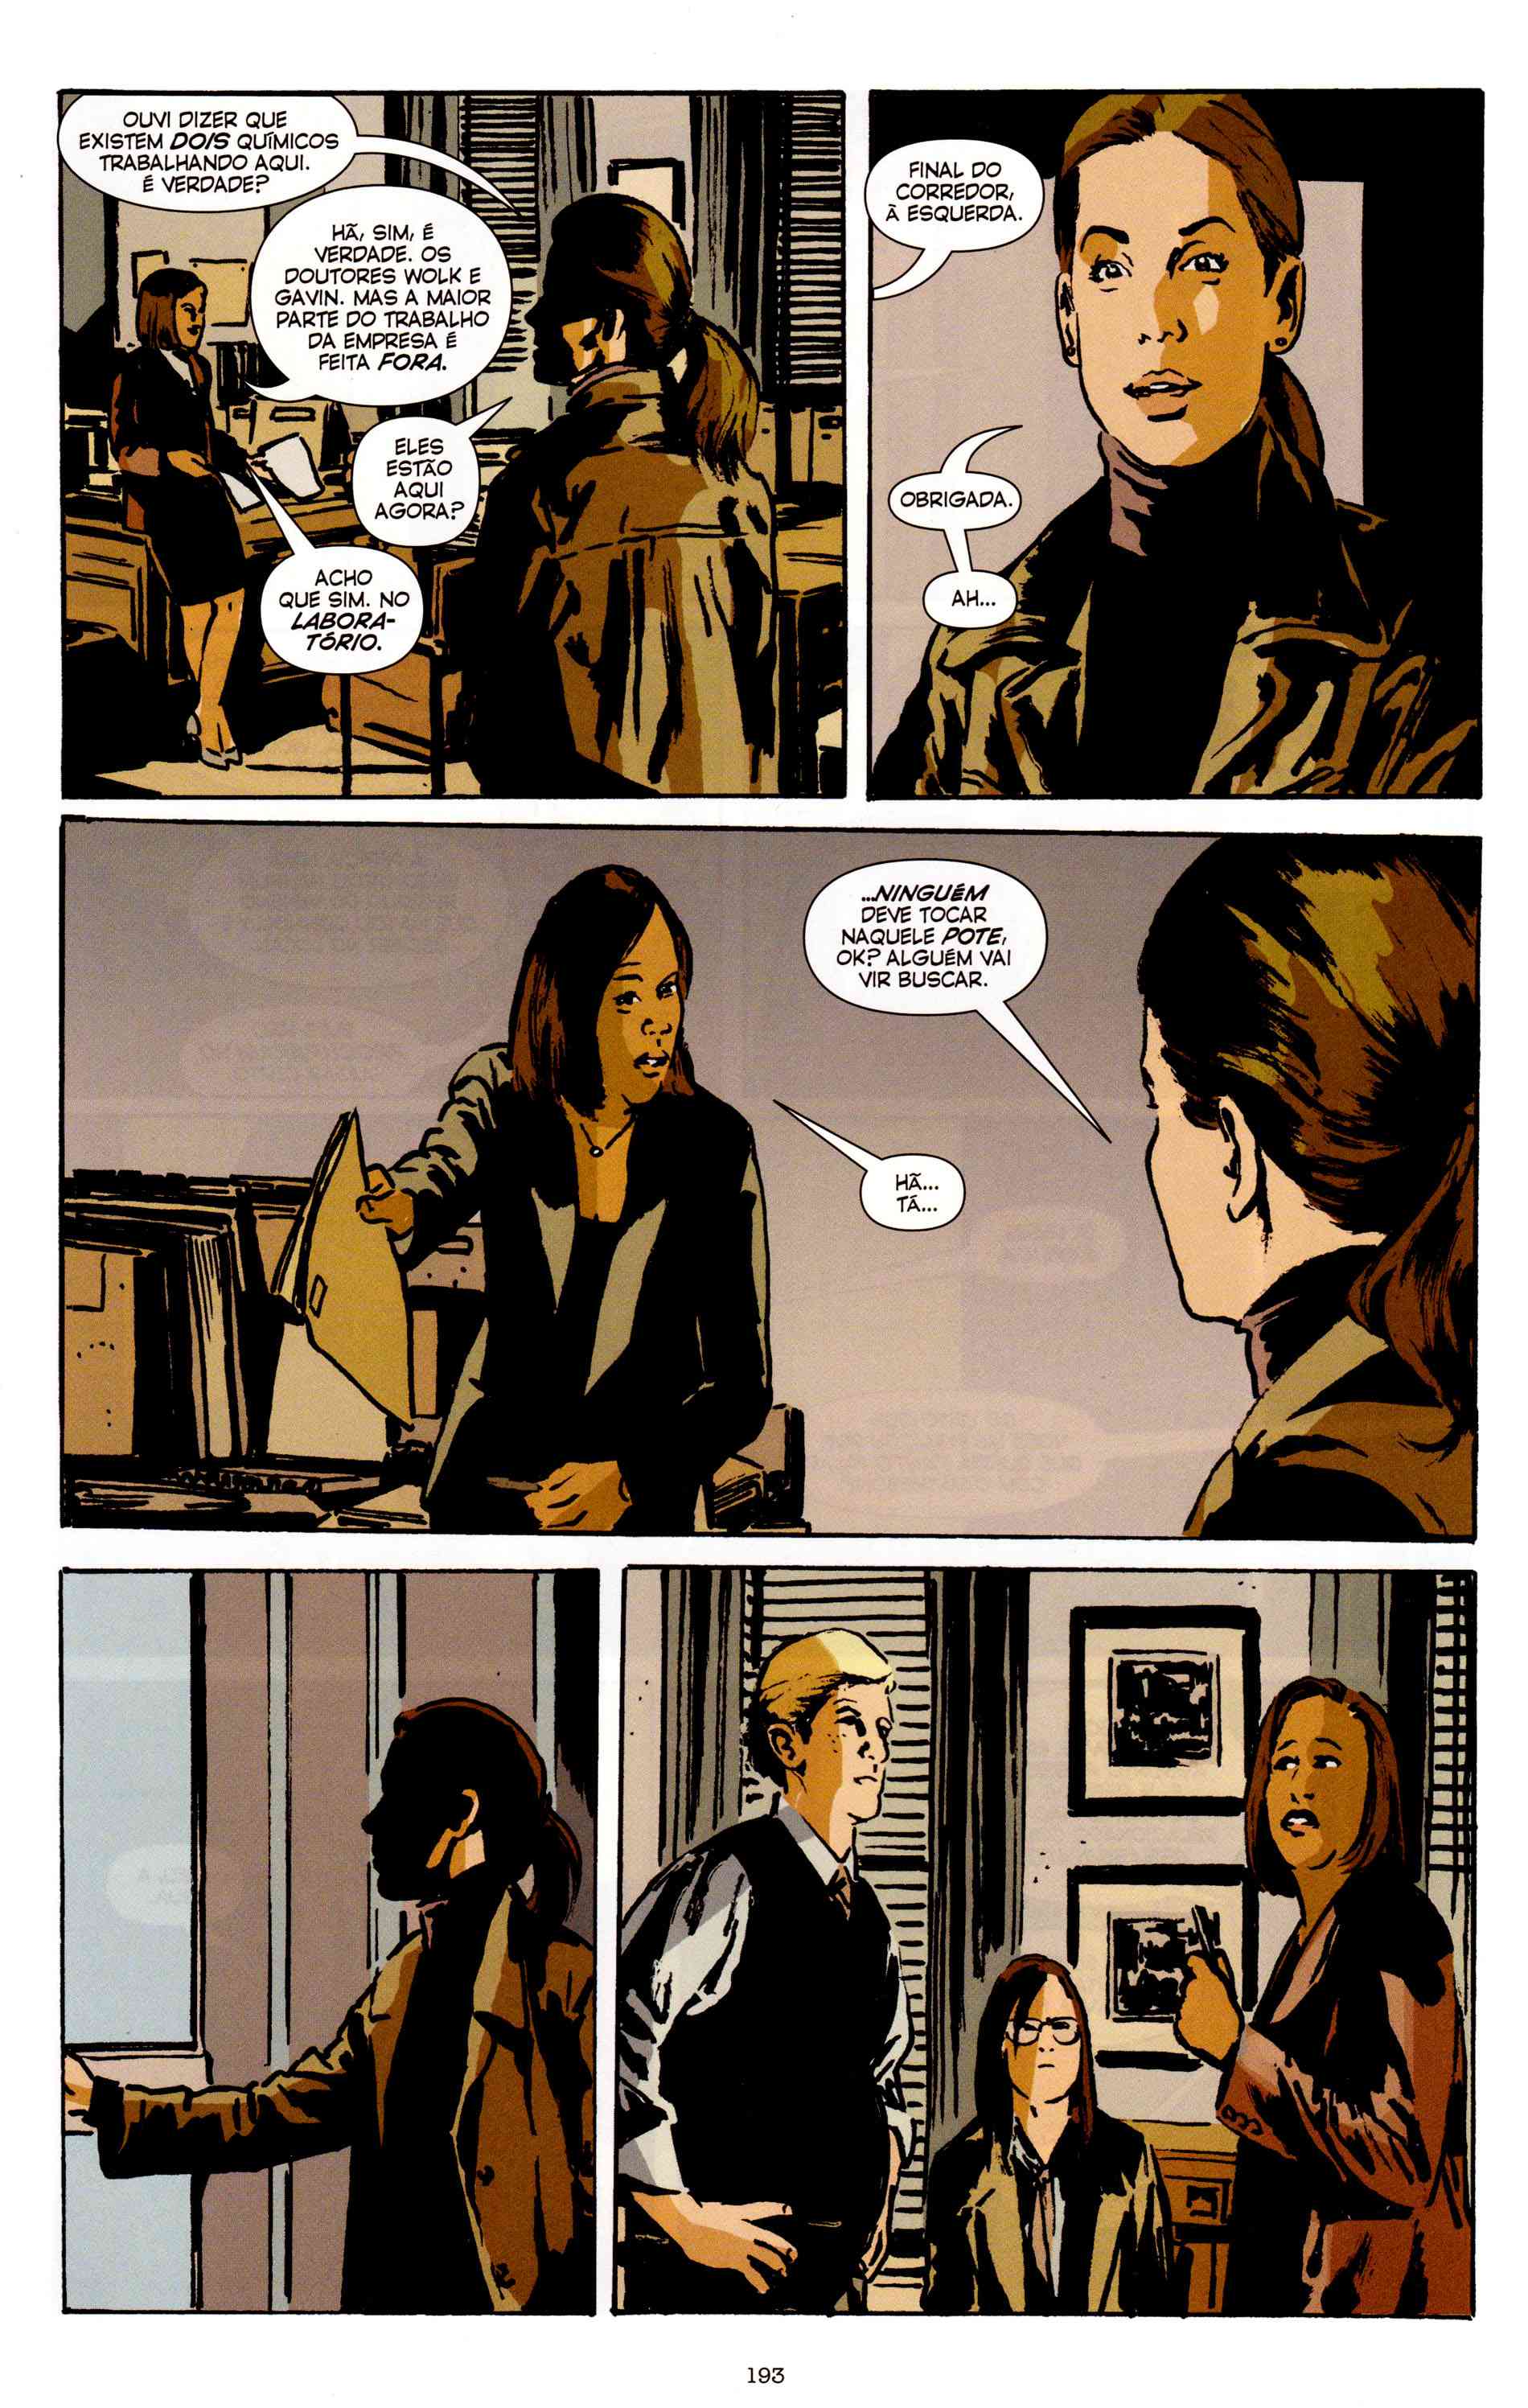 OUVI DIZER QUE
EXISTEM DOIS QUÍMICOS
TRABALHANDO AQUI.
É VERDADE?
HÃ, SIM, É
VERDADE. OS
DOUTORES WOLK E
GAVIN. MAS A MAIOR
PARTE DO TRABALHO
DA EMPRESA É
FEITA FORA.
ELES
ESTÃO
AQUI
AGORA?
ACHO
QUE SIM. NO
LABORA-
TÓRIO.
FINAL DO
CORREDOR,
À ESQUERDA.
OBRIGADA.
AH...
...NINGUÉM
DEVE TOCAR
NAQUELE POTE,
OK? ALGUÉM VAI
VIR BUSCAR.
HÃ...
TÁ...
193